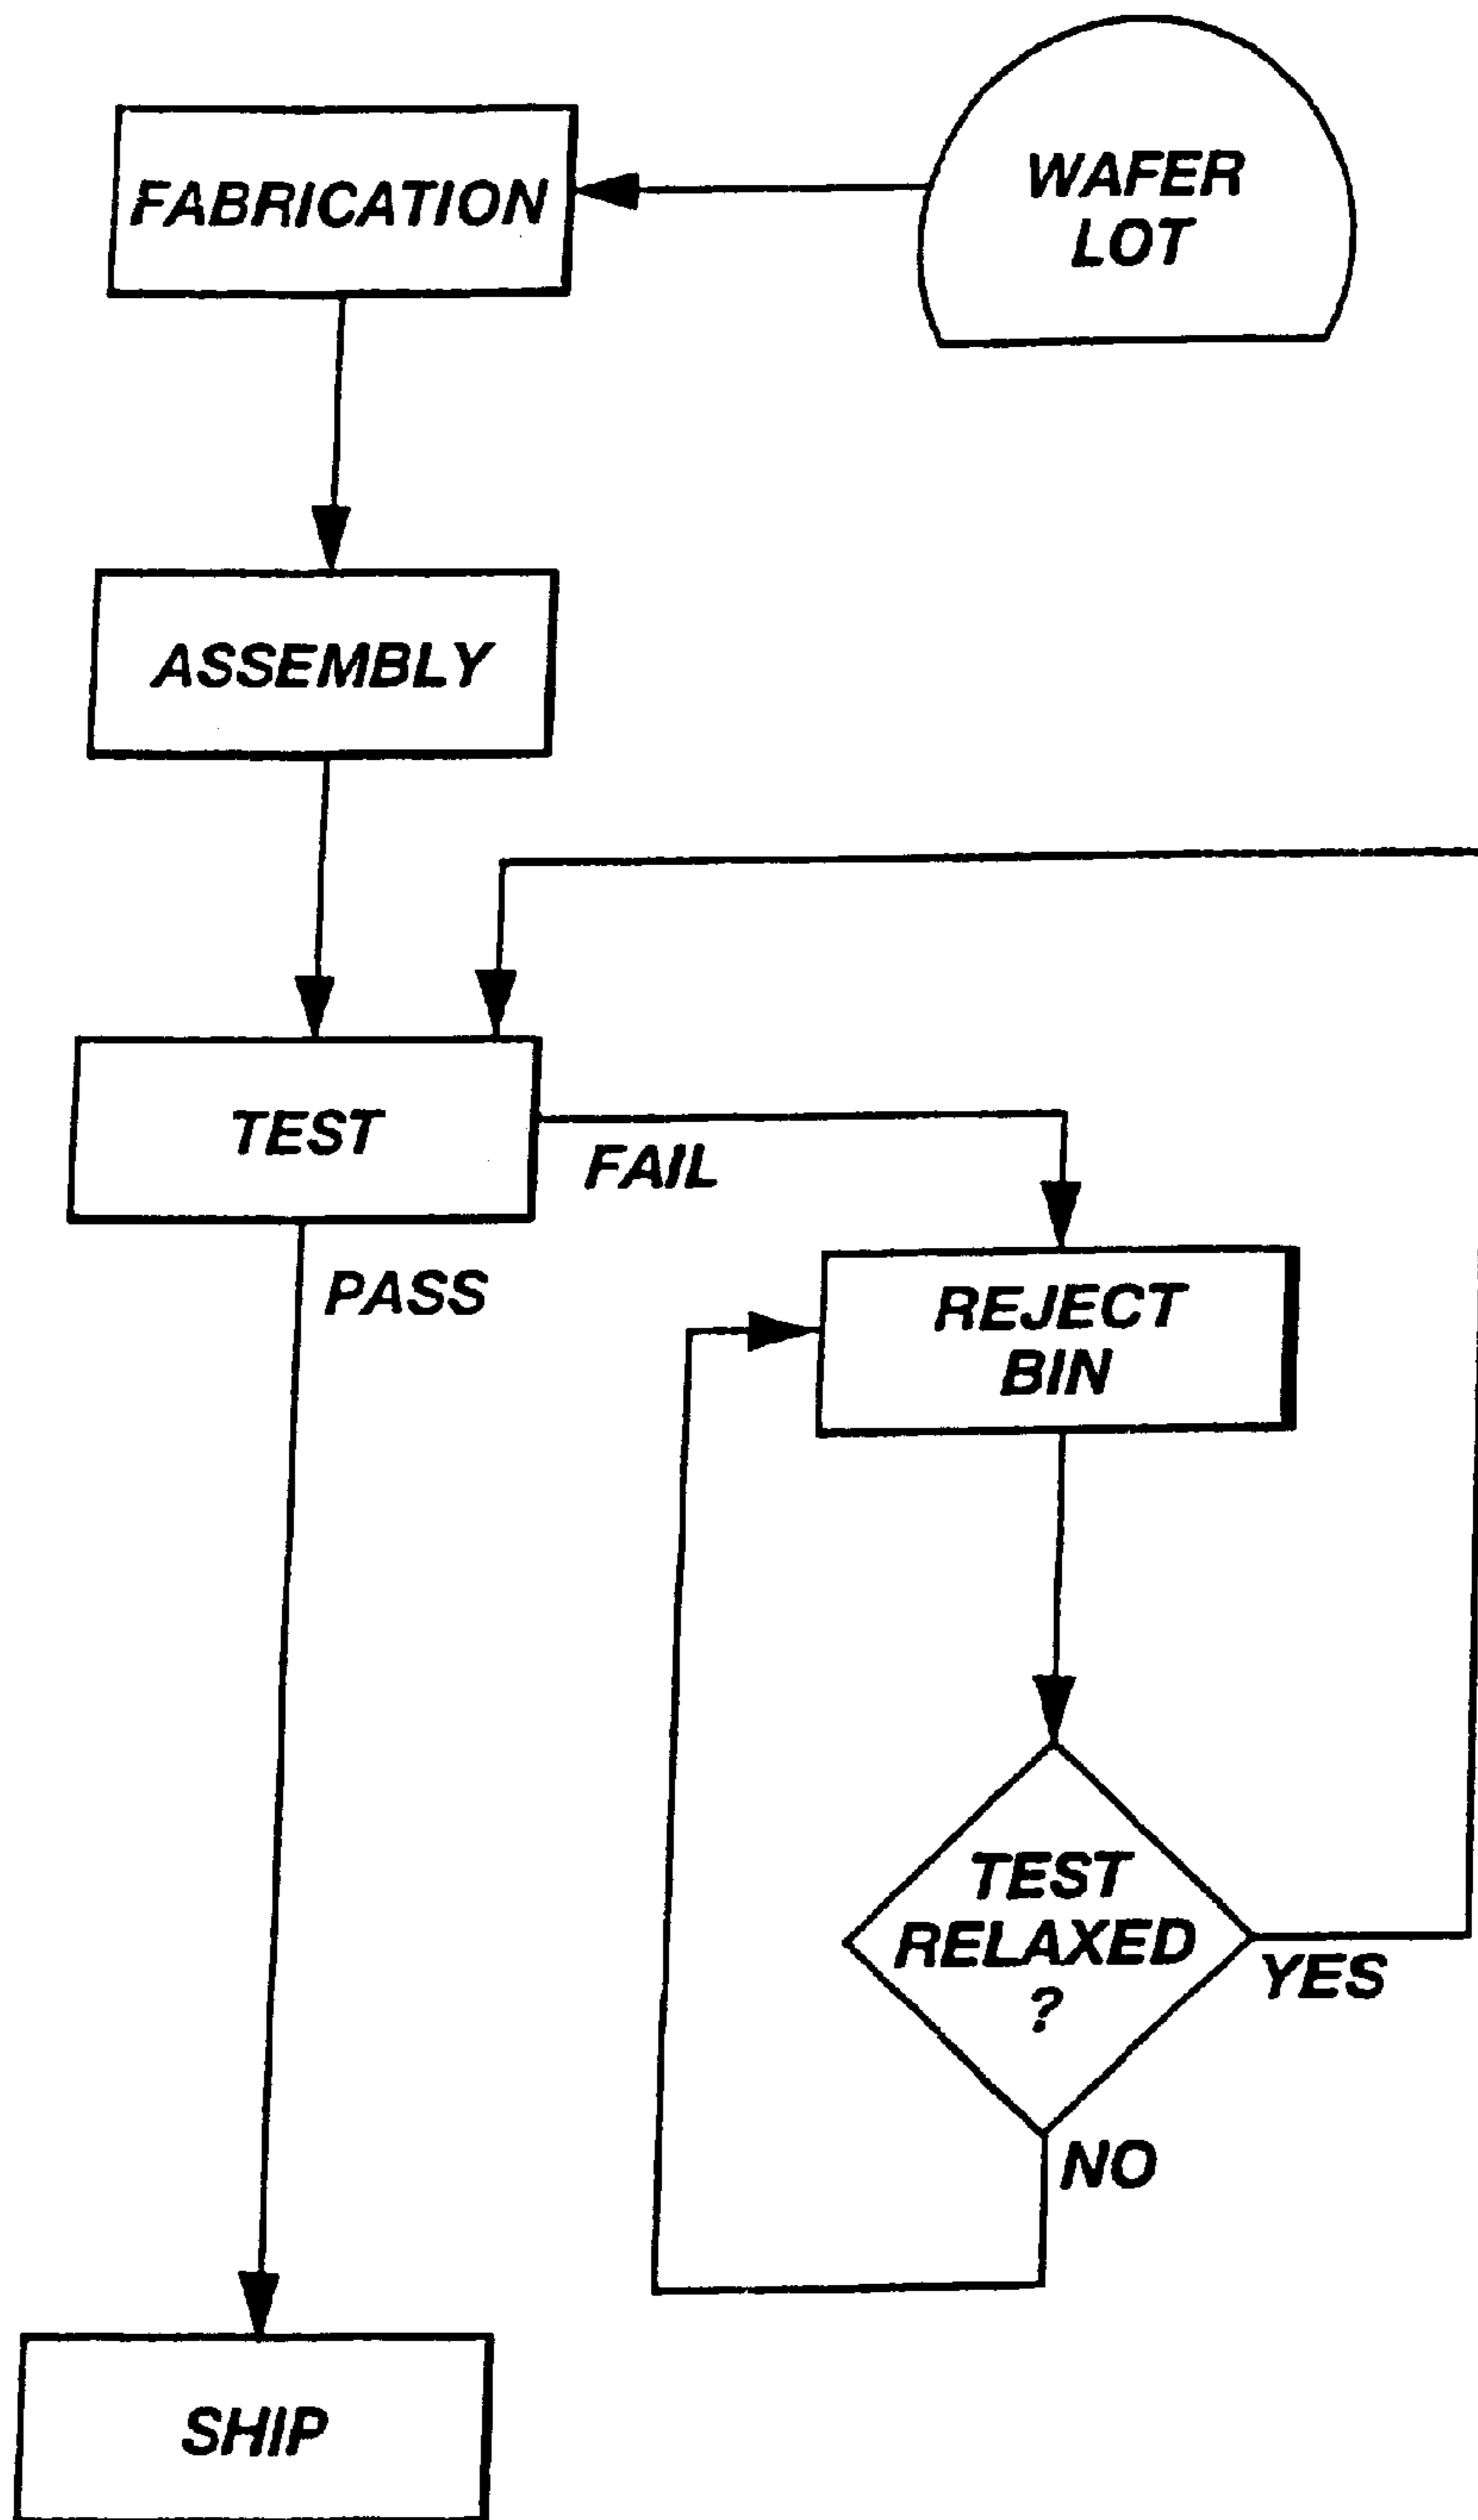 WAFER
LOT
FABRICATION
ASSEMBLY
TEST
FAIL
PASS
REJECT
BIN
TEST
RELAXED
?
YES
NO
SHIP